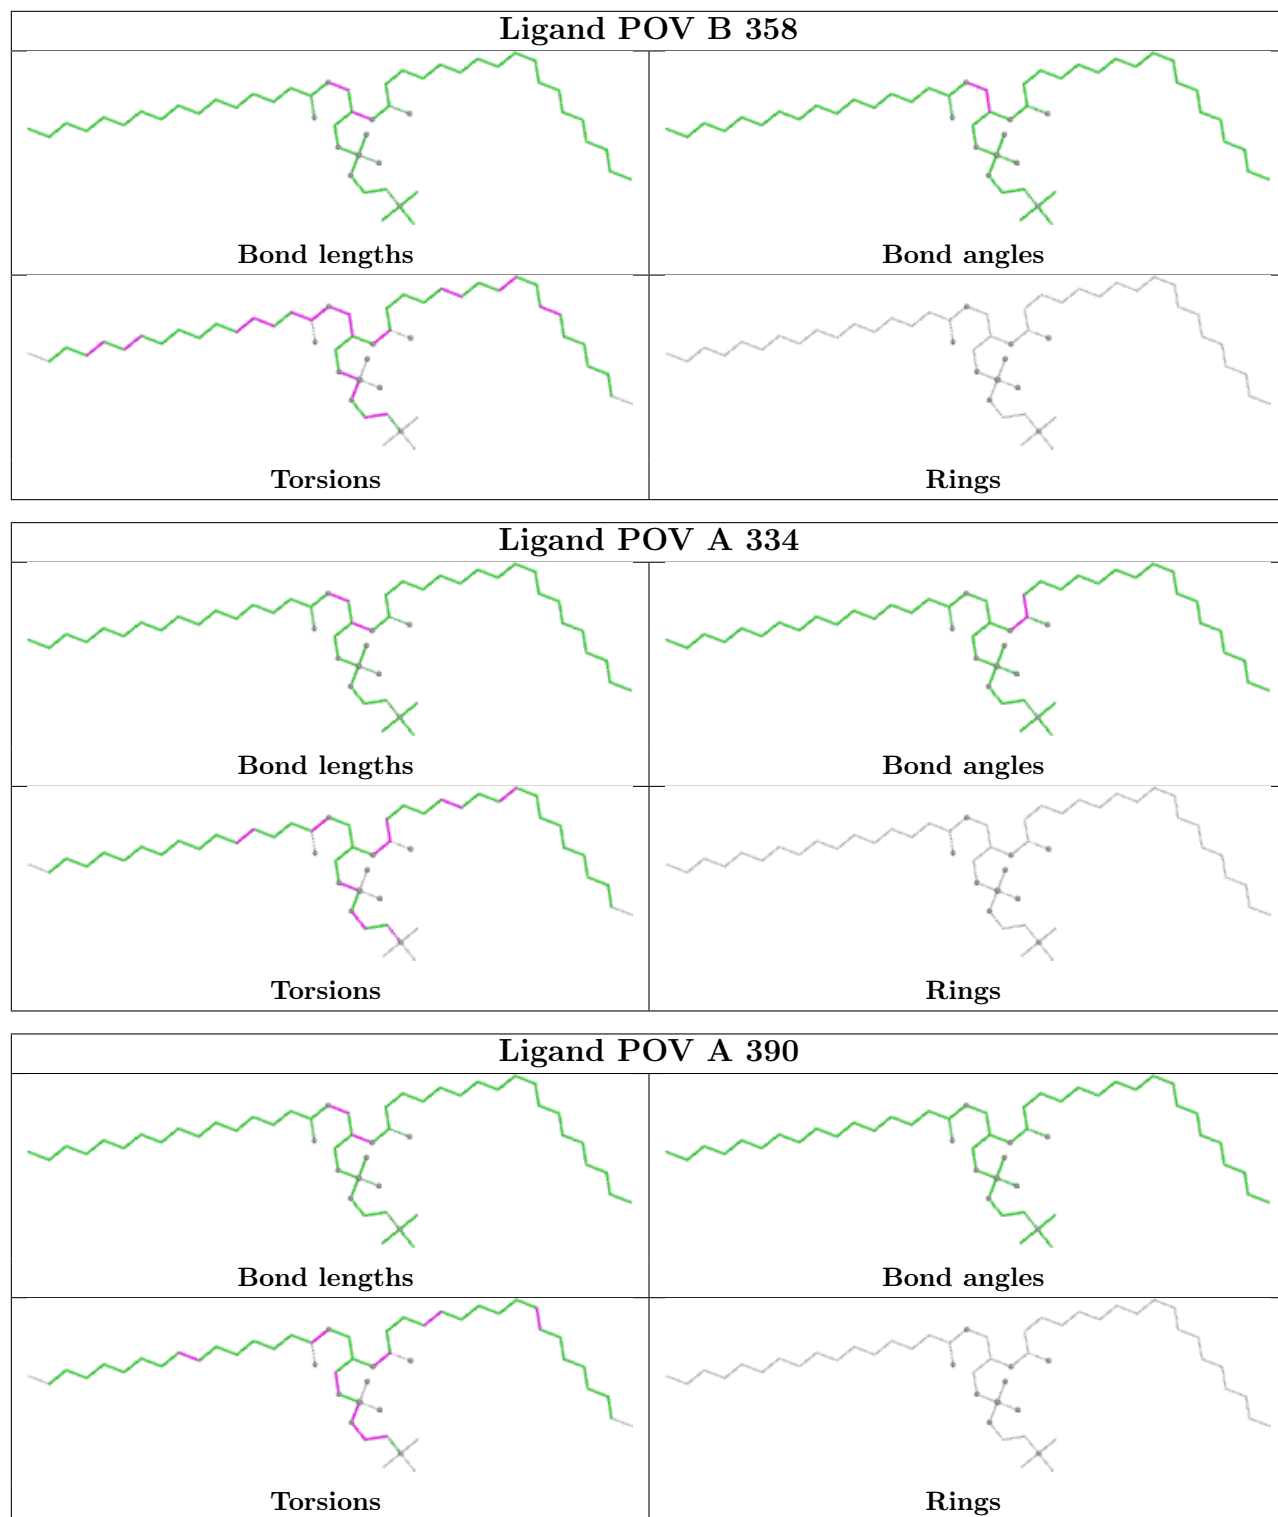 Ligand POV B 358
Bond lengths
Bond angles
Torsions
Rings
Ligand POV A 334
Bond lengths
Bond angles
Torsions
Rings
Ligand POV A 390
Bond lengths
Bond angles
Torsions
Rings